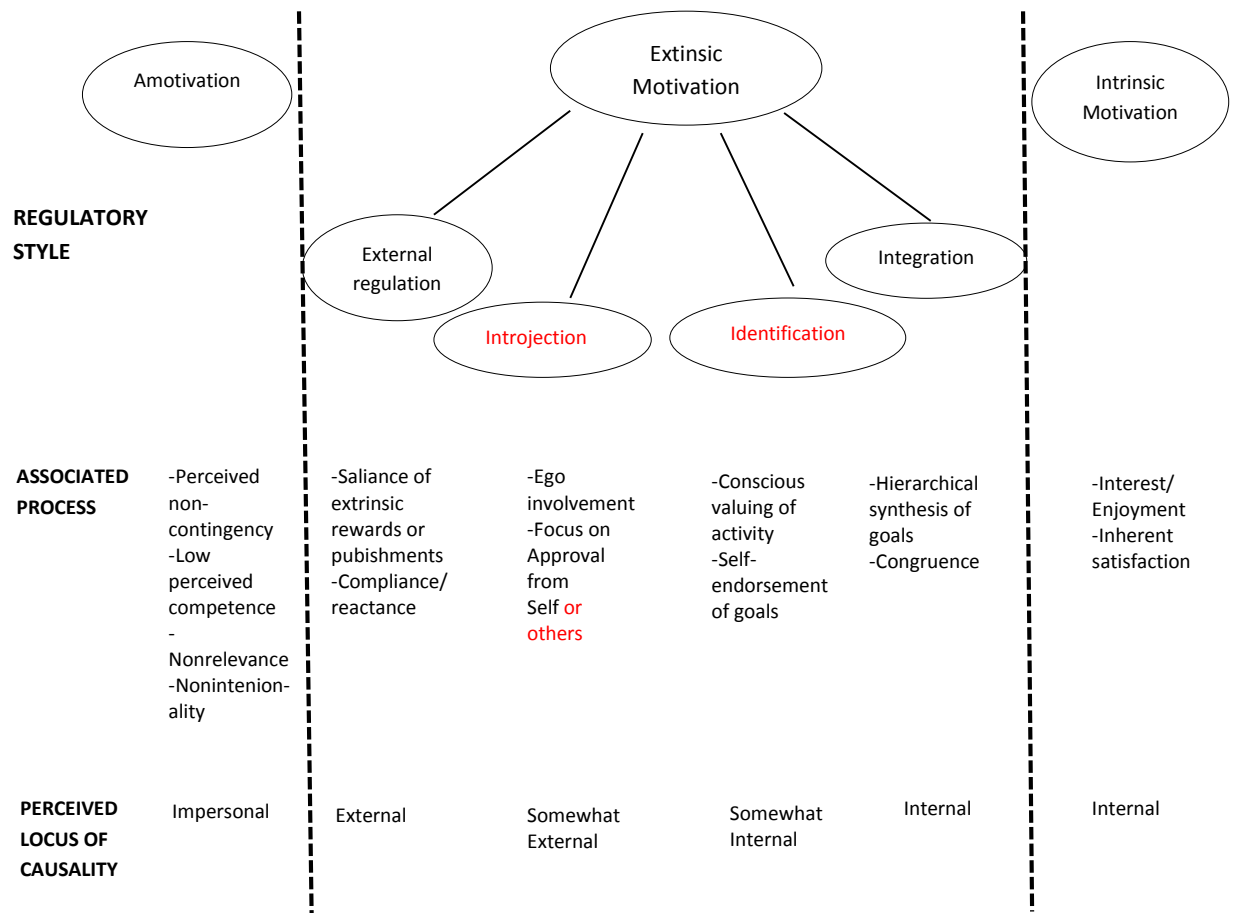 Amotivation
Extinsic
Motivation
Intrinsic
Motivation
REGULATORY
STYLE
External
regulation
Introjection
Identification
Integration
ASSOCIATED
PROCESS
-Perceived
non-
contingency
-Low
perceived
competence
-
Nonrelevance
-Nonintenion-
ality
-Saliance of
extrinsic
rewards or
pubishments
-Compliance/
reactance
-Ego
involvement
-Focus on
Approval
from
Self or
others
-Conscious
valuing of
activity
-Self-
endorsement
of goals
-Hierarchical
synthesis of
goals
-Congruence
-Interest/
Enjoyment
-Inherent
satisfaction
PERCEIVED
LOCUS OF
CAUSALITY
Impersonal
External
Somewhat
External
Somewhat
Internal
Internal
Internal